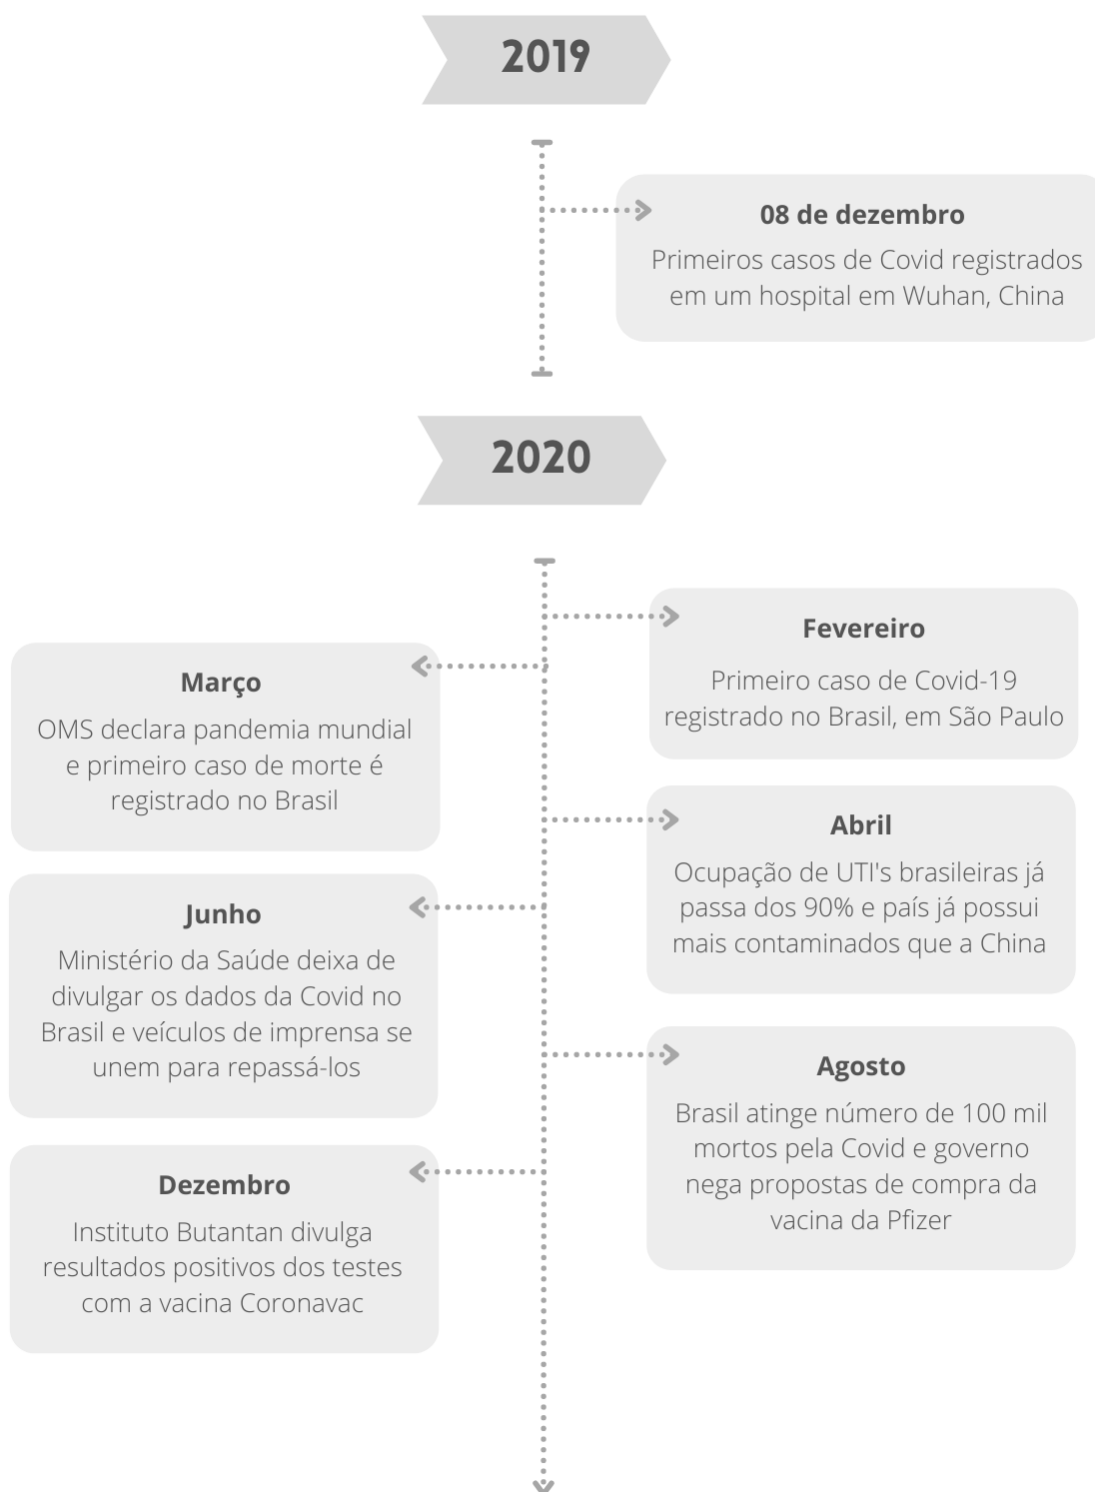 2019
08 de dezembro
Primeiros casos de Covid registrados
em um hospital em Wuhan, China
2020
Fevereiro
Primeiro caso de Covid-19
registrado no Brasil, em São Paulo
Março
OMS declara pandemia mundial
e primeiro caso de morte é
registrado no Brasil
Abril
Ocupação de UTI's brasileiras já
passa dos 90% e país já possui
mais contaminados que a China
Junho
Ministério da Saúde deixa de
divulgar os dados da Covid no
Brasil e veículos de imprensa se
unem para repassá-los
Agosto
Brasil atinge número de 100 mil
mortos pela Covid e governo
nega propostas de compra da
vacina da Pfizer
Dezembro
Instituto Butantan divulga
resultados positivos dos testes
com a vacina Coronavac